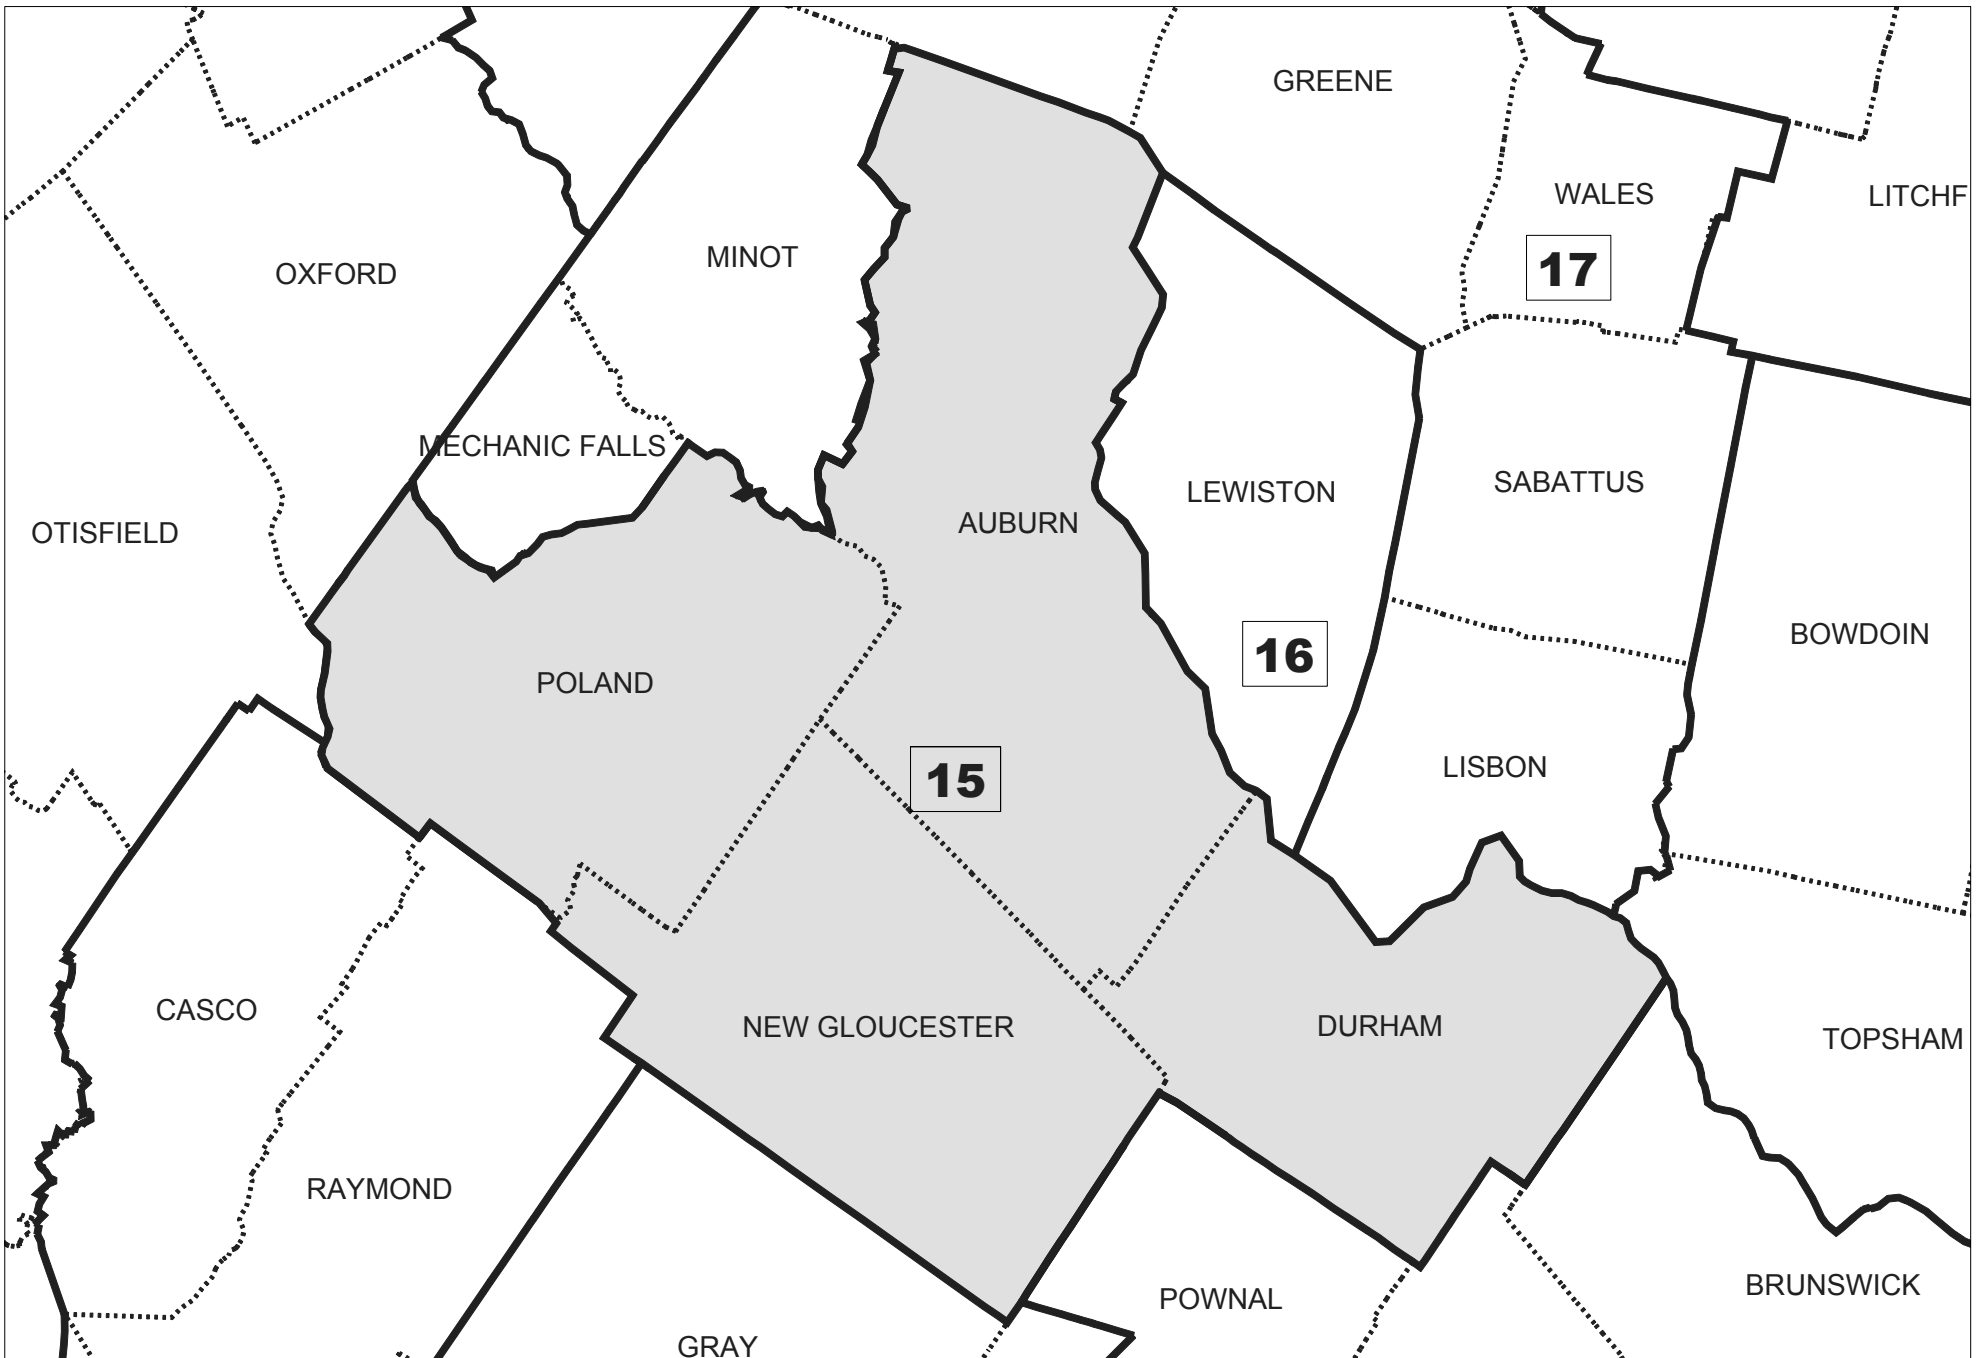 GREENE
WALES
LITCHF
MINOT
17
OXFORD
MECHANIC FALLS
SABATTUS
LEWISTON
AUBURN
OTISFIELD
BOWDOIN
16
POLAND
LISBON
15
CASCO
NEW GLOUCESTER
DURHAM
TOPSHAM
RAYMOND
BRUNSWICK
POWNAL
GRAY